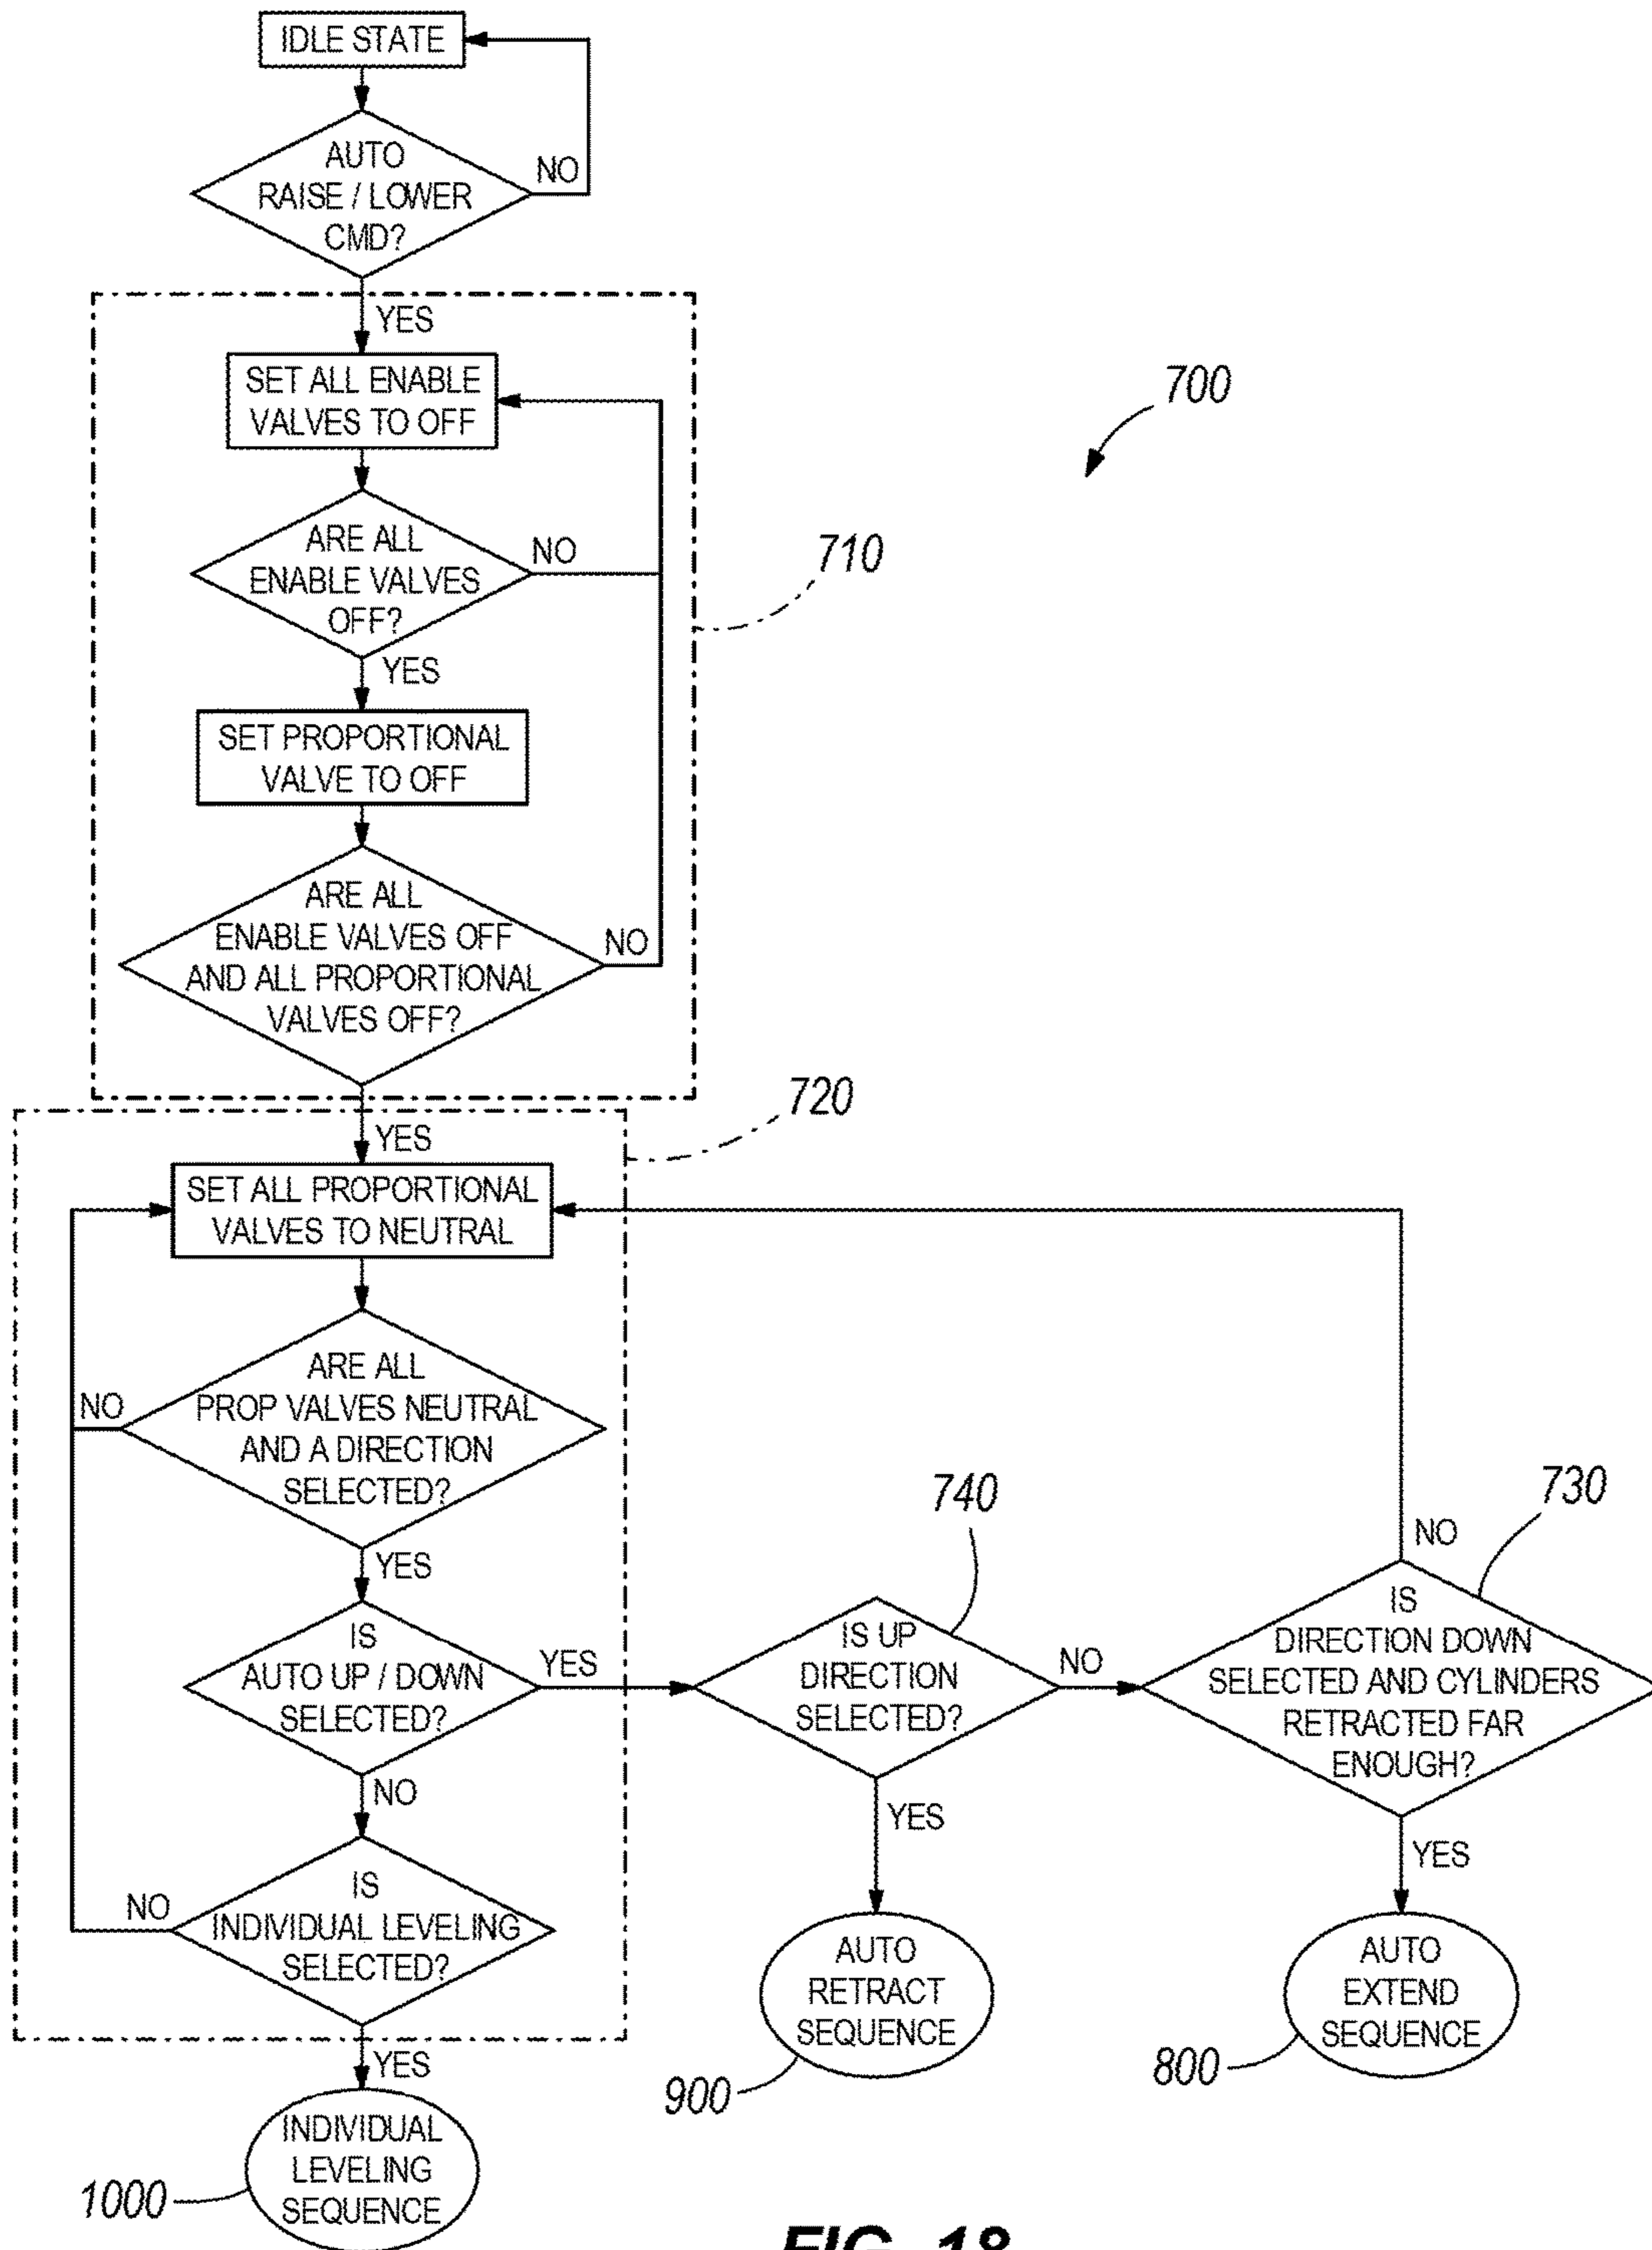 IDLE STATE
AUTO
RAISE / LOWER
CMD?
NO
YES
SET ALL ENABLE
VALVES TO OFF
700
ARE ALL
ENABLE VALVES
OFF?
NO
710
YES
SET PROPORTIONAL
VALVE TO OFF
ARE ALL
ENABLE VALVES OFF
AND ALL PROPORTIONAL
VALVES OFF?
NO
720
YES
SET ALL PROPORTIONAL
VALVES TO NEUTRAL
ARE ALL
PROP VALVES NEUTRAL
AND A DIRECTION
SELECTED?
NO
YES
IS
AUTO UP / DOWN
SELECTED?
YES
740
IS UP
DIRECTION
SELECTED?
NO
730
NO
IS
DIRECTION DOWN
SELECTED AND CYLINDERS
RETRACTED FAR
ENOUGH?
NO
IS
INDIVIDUAL LEVELING
SELECTED?
NO
YES
AUTO
RETRACT
SEQUENCE
900
YES
AUTO
EXTEND
SEQUENCE
800
YES
INDIVIDUAL
LEVELING
SEQUENCE
1000
FIG. 18